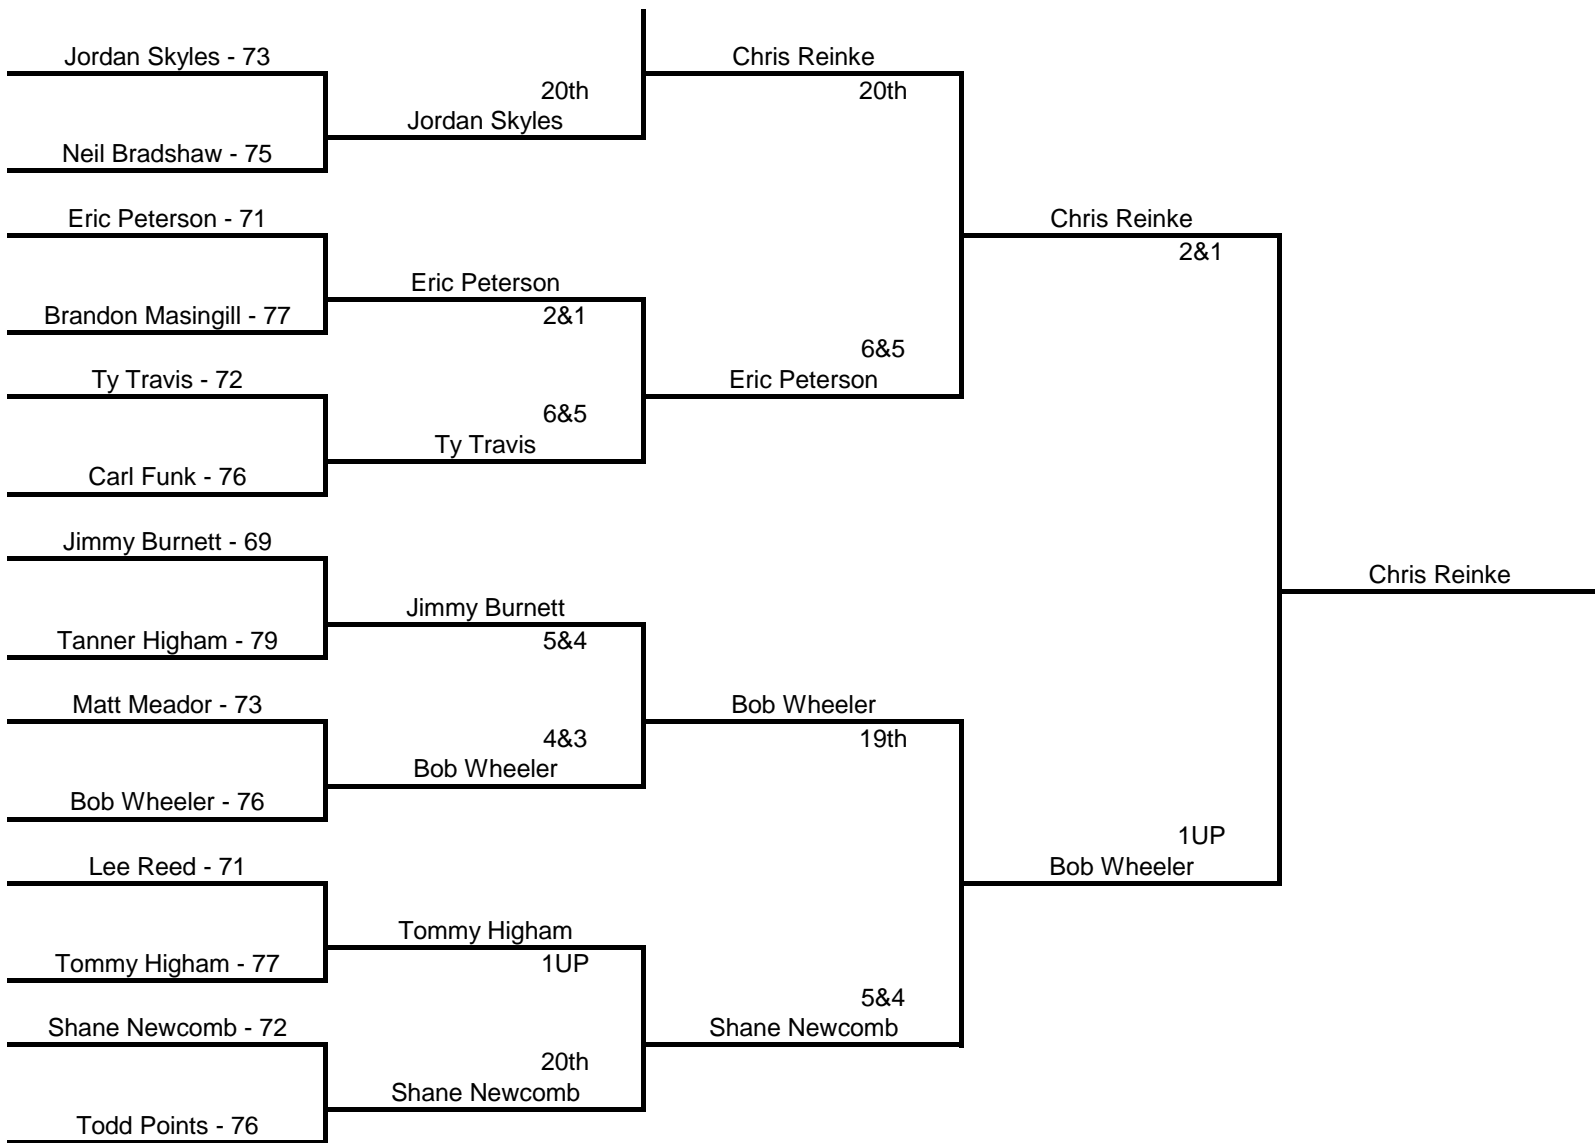 Jordan Skyles - 73
Neil Bradshaw - 75
Eric Peterson - 71
Brandon Masingill - 77
Ty Travis - 72
Carl Funk - 76
Jimmy Burnett - 69
Tanner Higham - 79
Matt Meador - 73
Bob Wheeler - 76
Lee Reed - 71
Tommy Higham - 77
Shane Newcomb - 72
Todd Points - 76
20th
Jordan Skyles
Eric Peterson
2&1
6&5
Ty Travis
Jimmy Burnett
5&4
4&3
Bob Wheeler
Tommy Higham
1UP
20th
Shane Newcomb
Chris Reinke
20th
6&5
Eric Peterson
Bob Wheeler
19th
5&4
Shane Newcomb
Chris Reinke
2&1
1UP
Bob Wheeler
Chris Reinke